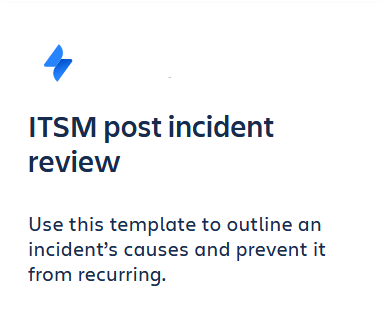 ITSM post incident
review
Use this template to outline an
incident’s causes and prevent it
from recurring.